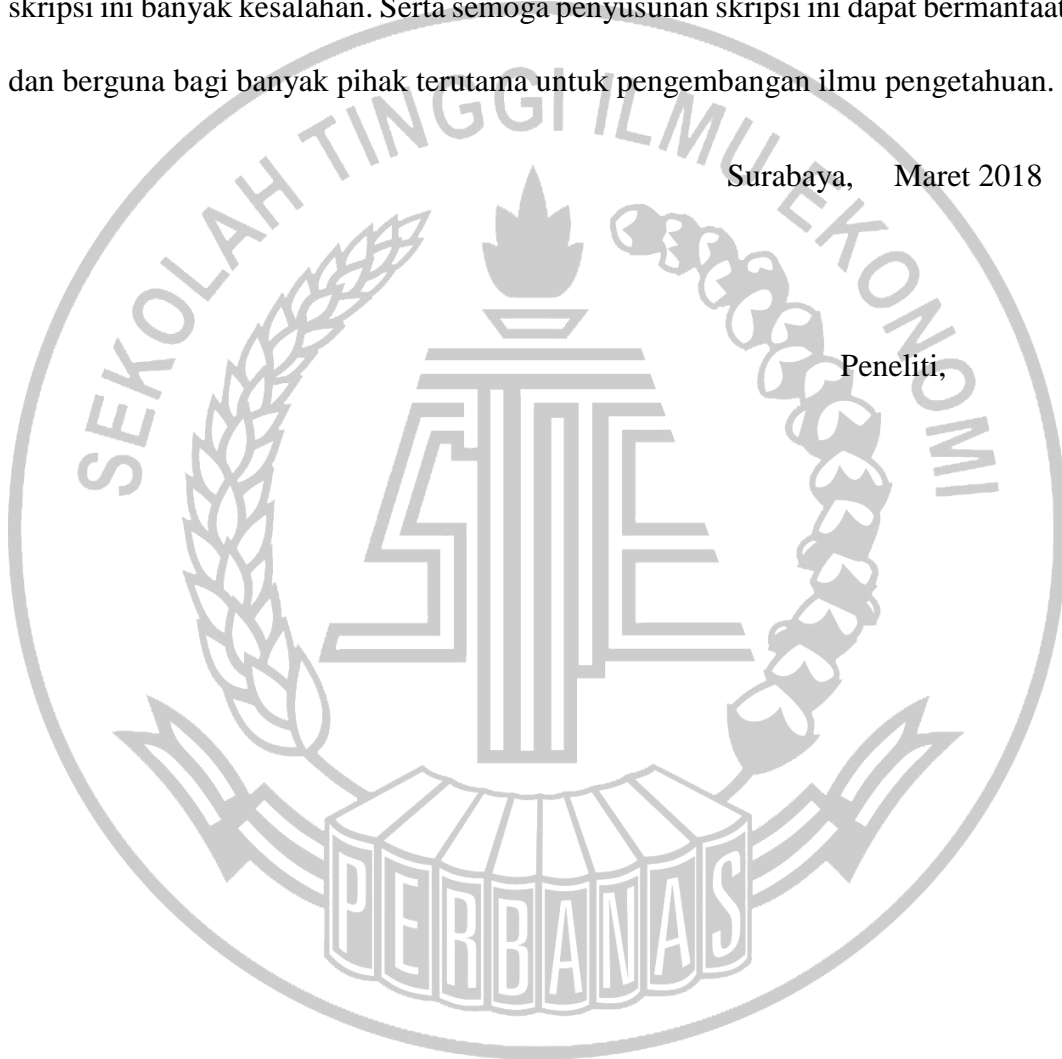 skripsi ini banyak kesalahan. Serta semoga penyusunan skripsi ini dapat bermanfaat
dan berguna bagi banyak pihak terutama untuk pengembangan ilmu pengetahuan.
Surabaya, Maret 2018
Peneliti,
SEKOLAH TINGGI ILMU EKONOMI
STIE
PERBANAS